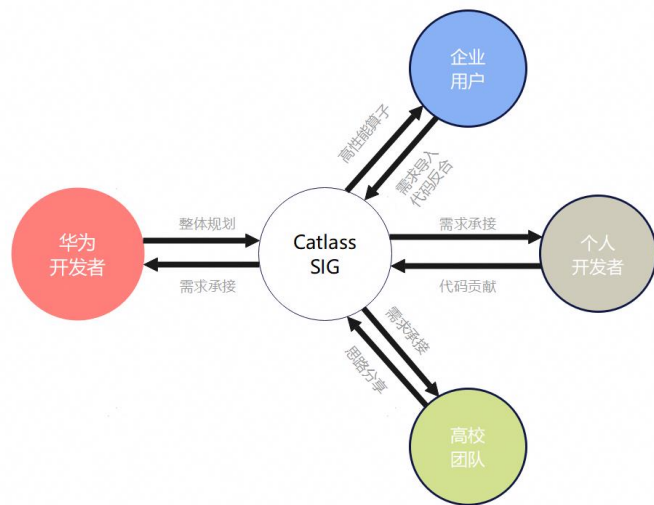 企业
用户
高性能算子
需求导入
代码反合
华为
开发者
整体规划
需求承接
Catlass
SIG
需求承接
代码贡献
个人
开发者
需求承接
思路分享
高校
团队